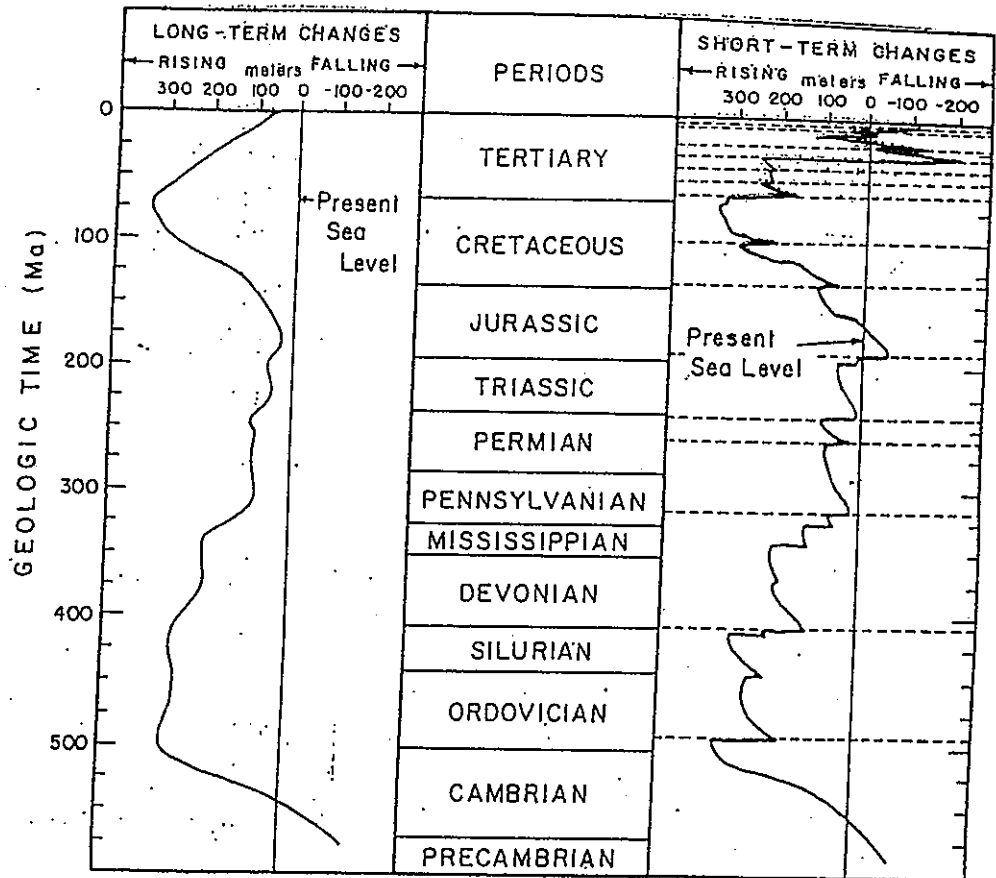 LONG-TERM CHANGES
RISING meters FALLING
300 200 100 0 -100 -200
PERIODS
SHORT-TERM CHANGES
RISING meters FALLING
300 200 100 0 -100 -200
GEOLOGIC TIME (Ma)
0
100
200
300
400
500
Present
Sea
Level
TERTIARY
CRETACEOUS
JURASSIC
TRIASSIC
PERMIAN
PENNSYLVANIAN
MISSISSIPPIAN
DEVONIAN
SILURIAN
ORDOVICIAN
CAMBRIAN
PRECAMBRIAN
Present
Sea Level